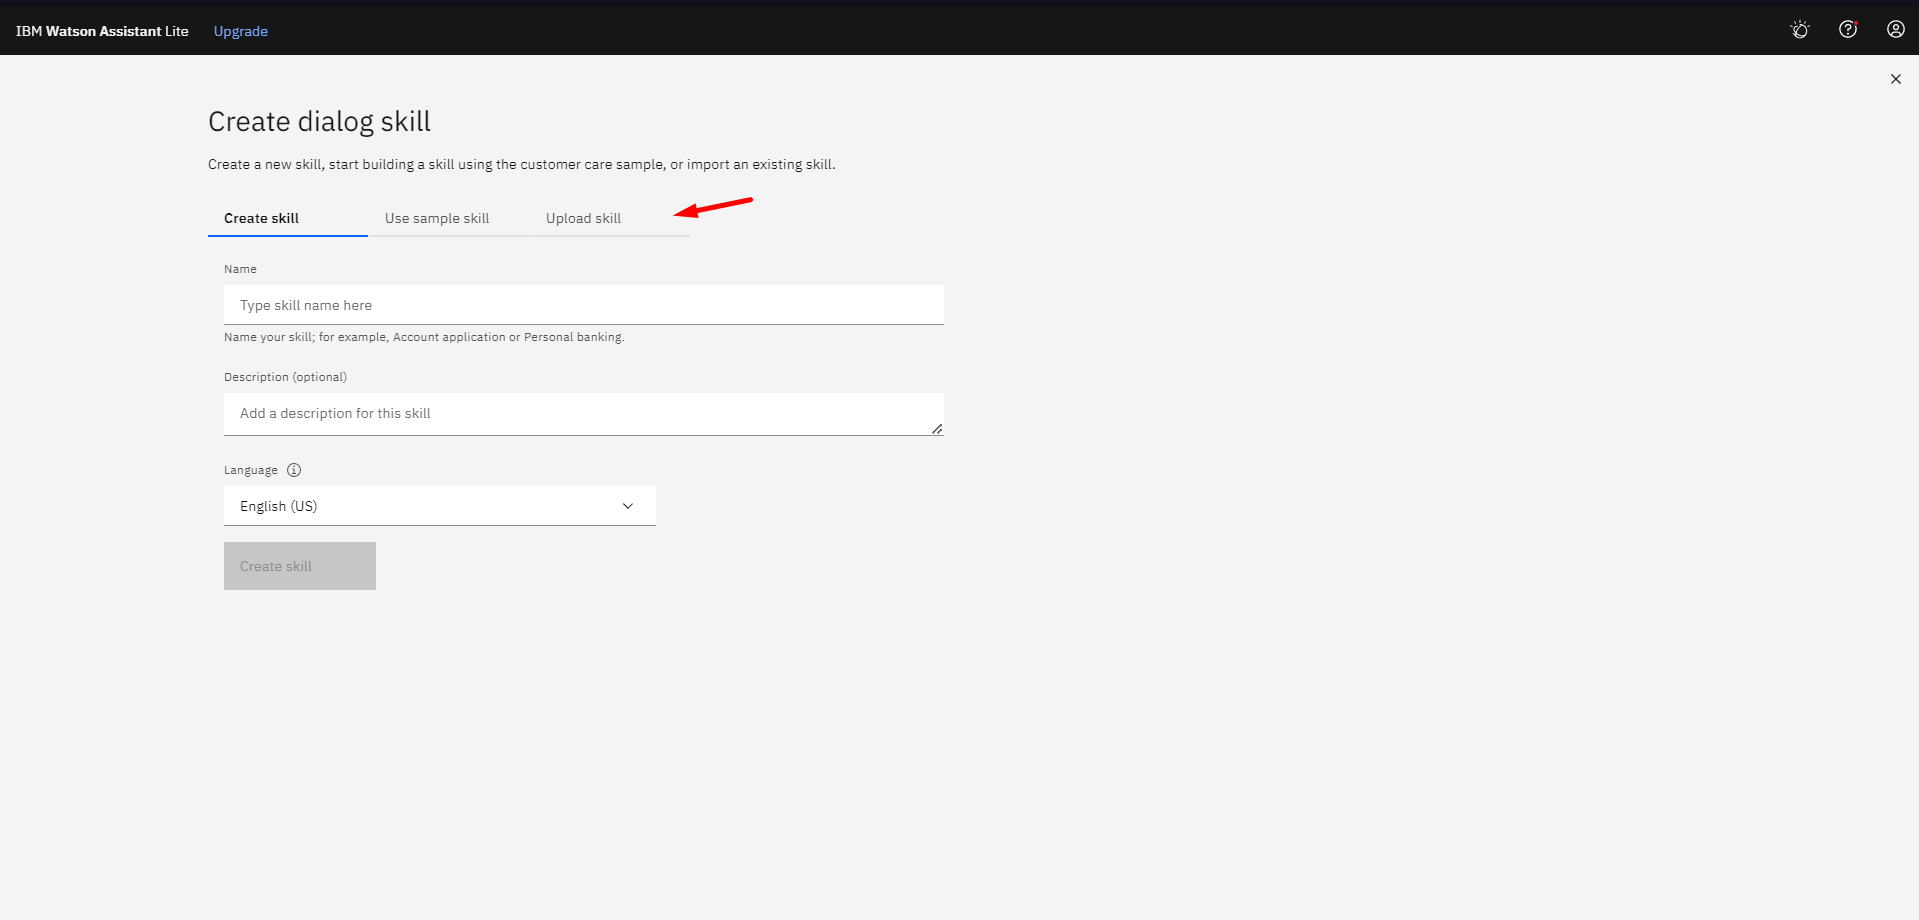 IBM Watson Assistant Lite Upgrade
Create dialog skill
Create a new skill, start building a skill using the customer care sample, or import an existing skill.
Create skill Use sample skill Upload skill
Name
Type skill name here
Name your skill; for example, Account application or Personal banking.
Description (optional)
Add a description for this skill
Language
English (US)
Create skill